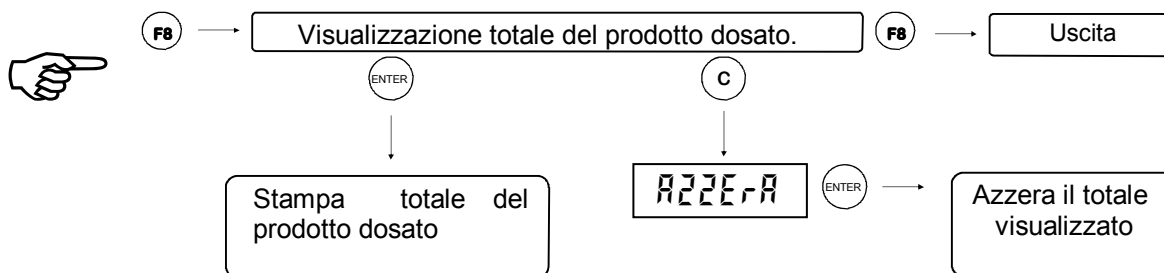 F8 Visualizzazione totale del prodotto dosato. F8 Uscita
ENTER C
Stampa totale del
prodotto dosato
AZZErA ENTER
Azzera il totale
visualizzato